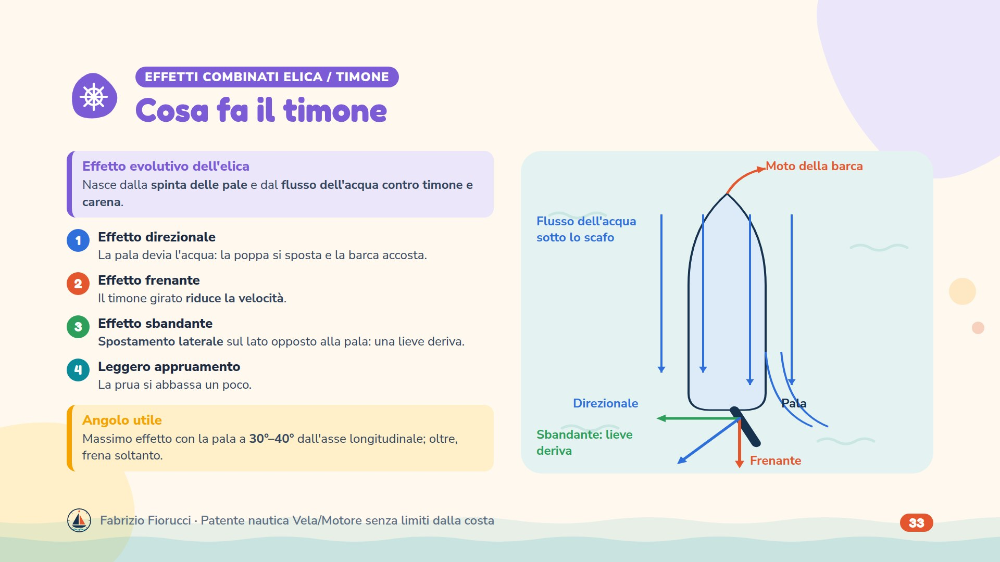 EFFETTI COMBINATI ELICA / TIMONE
Cosa fa il timone
Effetto evolutivo dell'elica
Nasce dalla spinta delle pale e dal flusso dell'acqua contro timone e
carena.
1 Effetto direzionale
La pala devia l'acqua: la poppa si sposta e la barca accosta.
2 Effetto frenante
Il timone girato riduce la velocità.
3 Effetto sbandante
Spostamento laterale sul lato opposto alla pala: una lieve deriva.
4 Leggero appruamento
La prua si abbassa un poco.
Angolo utile
Massimo effetto con la pala a 30°–40° dall'asse longitudinale; oltre,
frena soltanto.
Moto della barca
Flusso dell'acqua
sotto lo scafo
Direzionale
Pala
Sbandante: lieve
deriva
Frenante
Fabrizio Fiorucci · Patente nautica Vela/Motore senza limiti dalla costa
33